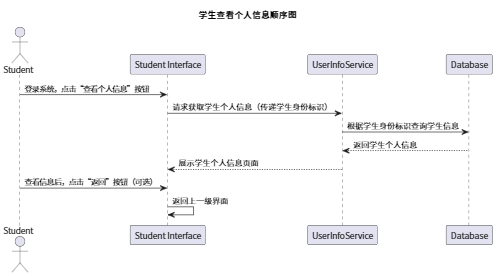 学生查看个人信息顺序图
Student
Student Interface
UserInfoService
Database
登录系统，点击“查看个人信息”按钮
请求获取学生个人信息（传递学生身份标识）
根据学生身份标识查询学生信息
返回学生个人信息
展示学生个人信息页面
查看信息后，点击“返回”按钮（可选）
返回上一级界面
Student
Student Interface
UserInfoService
Database